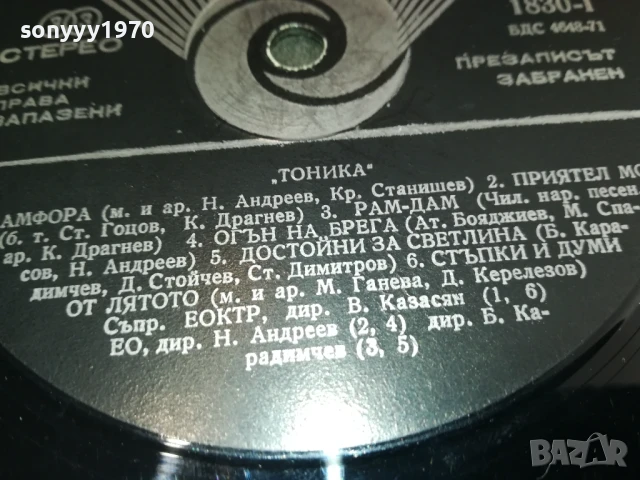 sonyyy1970
СТЕРЕО
ВСИЧКИ
ПРАВА
ЗАПАЗЕНИ
1830-I
БДС 4648-71
ПРЕЗАПИСЪТ
ЗАБРАНЕН
„ТОНИКА"
АМФОРА (м. и ар. Н. Андреев, Кр. Станишев) 2. ПРИЯТЕЛ МО
(б. т. Ст. Гоцов, К. Драгнев) 3. РАМ-ДАМ (Чил. нар. песен
ар. К. Драгнев) 4. ОГЪН НА БРЕГА (Ат. Бояджиев, М. Спа-
сов, Н. Андреев) 5. ДОСТОЙНИ ЗА СВЕТЛИНА (Б. Кара-
димчев, Д. Стойчев, Ст. Димитров) 6. СТЪПКИ И ДУМИ
ОТ ЛЯТОТО (м. и ар. М. Ганева, Д. Керелезов)
Съпр. ЕОКТР, дир. В. Казасян (1, 6)
ЕО, дир. Н. Андреев (2, 4) дир. Б. Ка-
радимчев (3, 5)
BAZAR